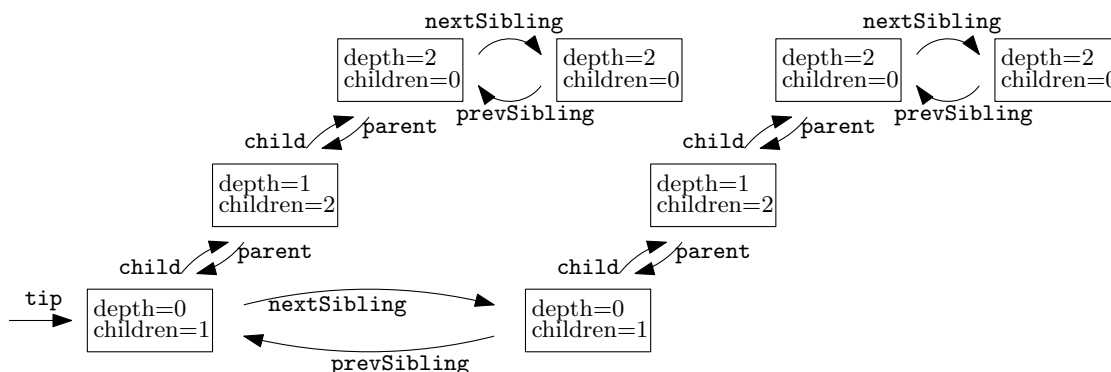 nextSibling
nextSibling
depth=2
children=0
depth=2
children=0
depth=2
children=0
depth=2
children=0
prevSibling
prevSibling
child
parent
child
parent
depth=1
children=2
depth=1
children=2
child
parent
child
parent
tip
depth=0
children=1
nextSibling
depth=0
children=1
prevSibling